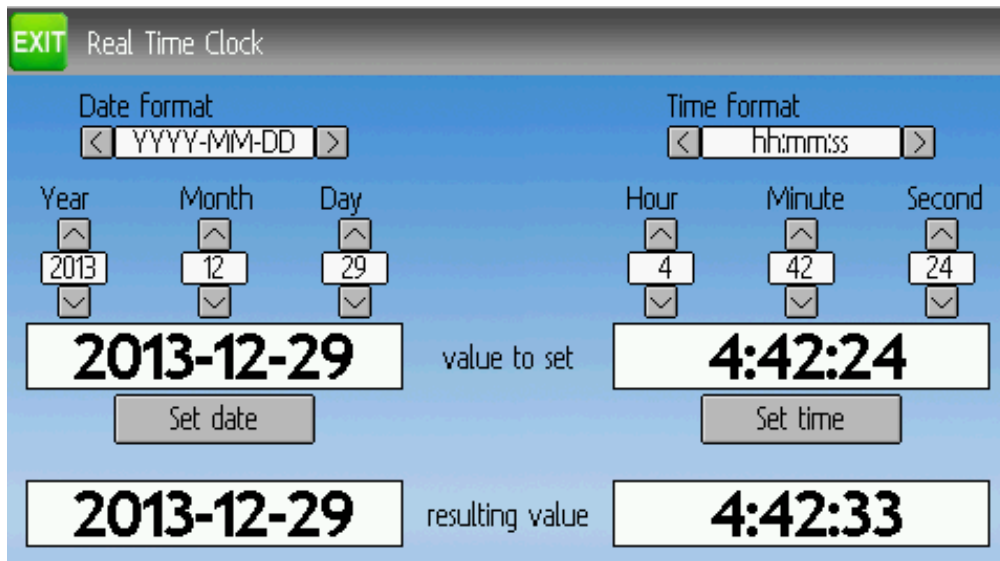 EXIT Real Time Clock
Date format Time format
< YYYY-MM-DD > < hh:mm:ss >
Year Month Day Hour Minute Second
2013 12 29 4 42 24
2013-12-29 value to set 4:42:24
Set date Set time
2013-12-29 resulting value 4:42:33